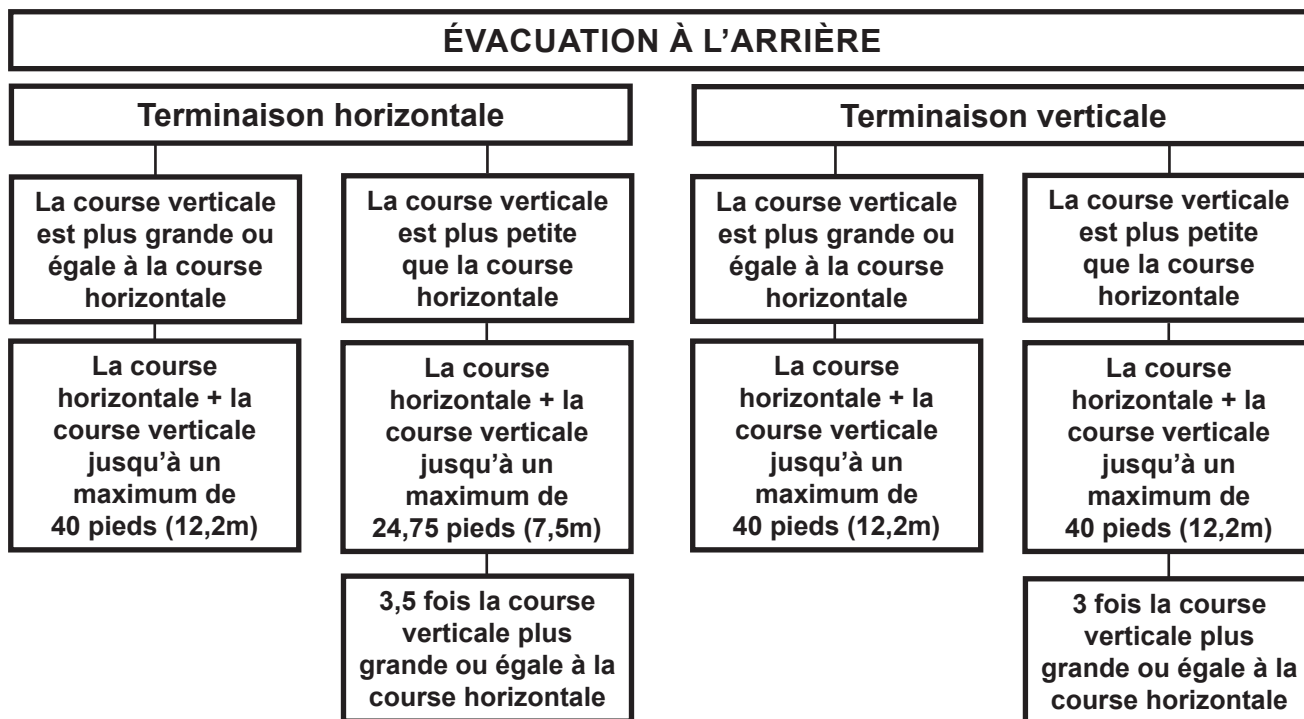 ÉVACUATION À L’ARRIÈRE
Terminaison horizontale
La course verticale
est plus grande ou
égale à la course
horizontale
La course
horizontale + la
course verticale
jusqu’à un
maximum de
40 pieds (12,2m)
La course verticale
est plus petite
que la course
horizontale
La course
horizontale + la
course verticale
jusqu’à un
maximum de
24,75 pieds (7,5m)
3,5 fois la course
verticale plus
grande ou égale à la
course horizontale
Terminaison verticale
La course verticale
est plus grande ou
égale à la course
horizontale
La course
horizontale + la
course verticale
jusqu’à un
maximum de
40 pieds (12,2m)
La course verticale
est plus petite
que la course
horizontale
La course
horizontale + la
course verticale
jusqu’à un
maximum de
40 pieds (12,2m)
3 fois la course
verticale plus
grande ou égale à la
course horizontale